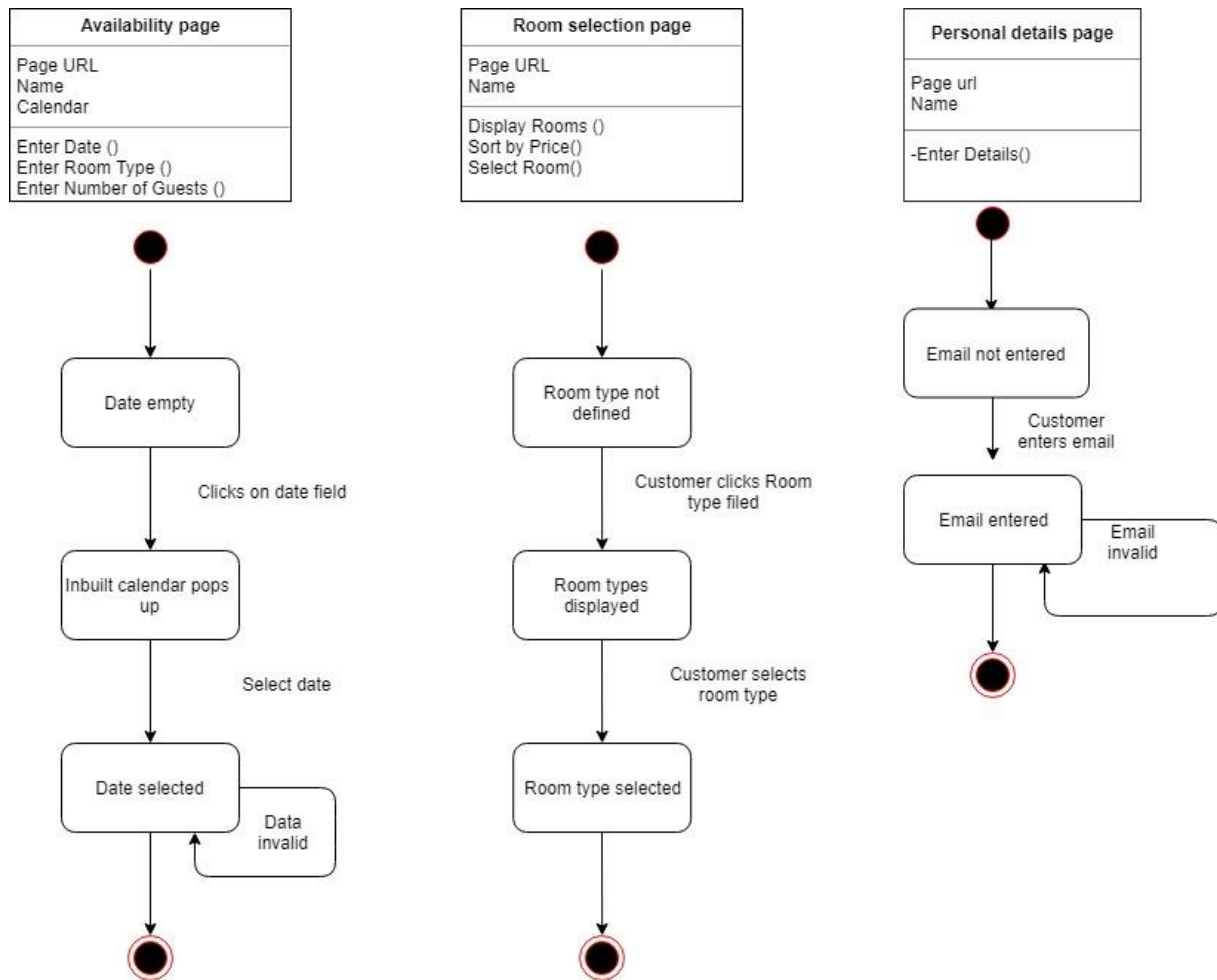 Availability page
Page URL
Name
Calendar
Enter Date ()
Enter Room Type ()
Enter Number of Guests ()
Date empty
Clicks on date field
Inbuilt calendar pops
up
Select date
Date selected
Data
invalid
Room selection page
Page URL
Name
Display Rooms ()
Sort by Price()
Select Room()
Room type not
defined
Customer clicks Room
type filed
Room types
displayed
Customer selects
room type
Room type selected
Personal details page
Page url
Name
-Enter Details()
Email not entered
Customer
enters email
Email entered
Email
invalid